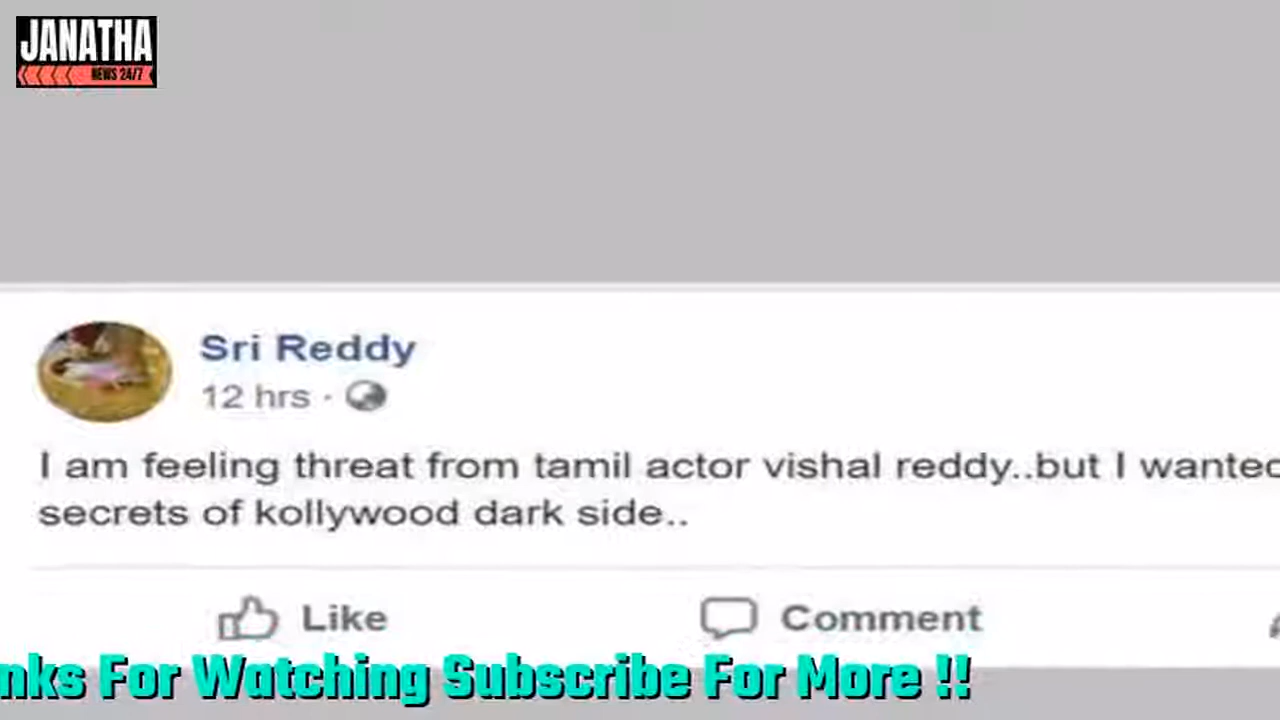 JANATHA
NEWS 24/7
Sri Reddy
12 hrs ·
I am feeling threat from tamil actor vishal reddy..but I wanted
secrets of kollywood dark side..
Like
Comment
nks For Watching Subscribe For More !!